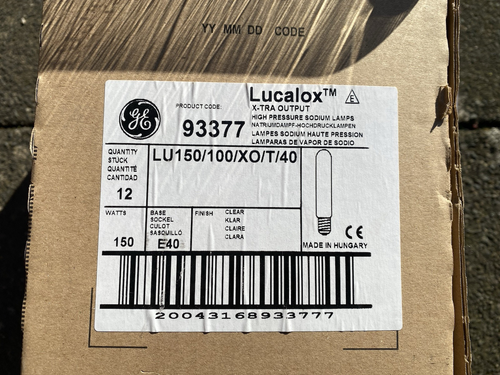 YY MM DD CODE
Lucalox™
X-TRA OUTPUT
E
GE
PRODUCT CODE:
93377
HIGH PRESSURE SODIUM LAMPS
NATRIUMDAMPF-HOCHDRUCKLAMPEN
LAMPES SODIUM HAUTE PRESSION
LAMPARAS DE VAPOR DE SODIO
QUANTITY
STÜCK
QUANTITÉ
CANTIDAD
12
LU150/100/XO/T/40
WATTS
150
BASE
SOCKEL
CULOT
SASQUILLO
E40
FINISH
CLEAR
KLAR
CLAIRE
CLARA
CE
MADE IN HUNGARY
20043168933777